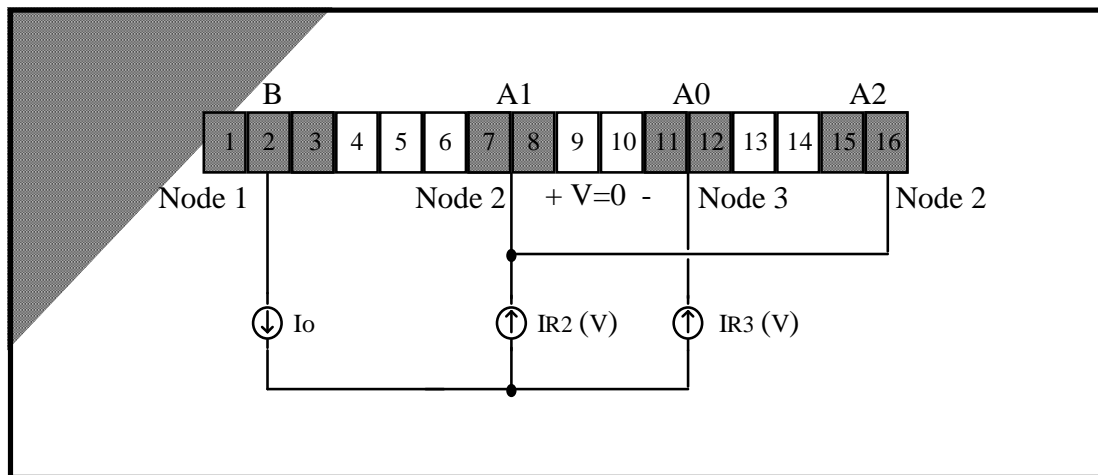 B A1 A0 A2
1 2 3 4 5 6 7 8 9 10 11 12 13 14 15 16
Node 1 Node 2 + V=0 - Node 3 Node 2
Io IR2 (V) IR3 (V)